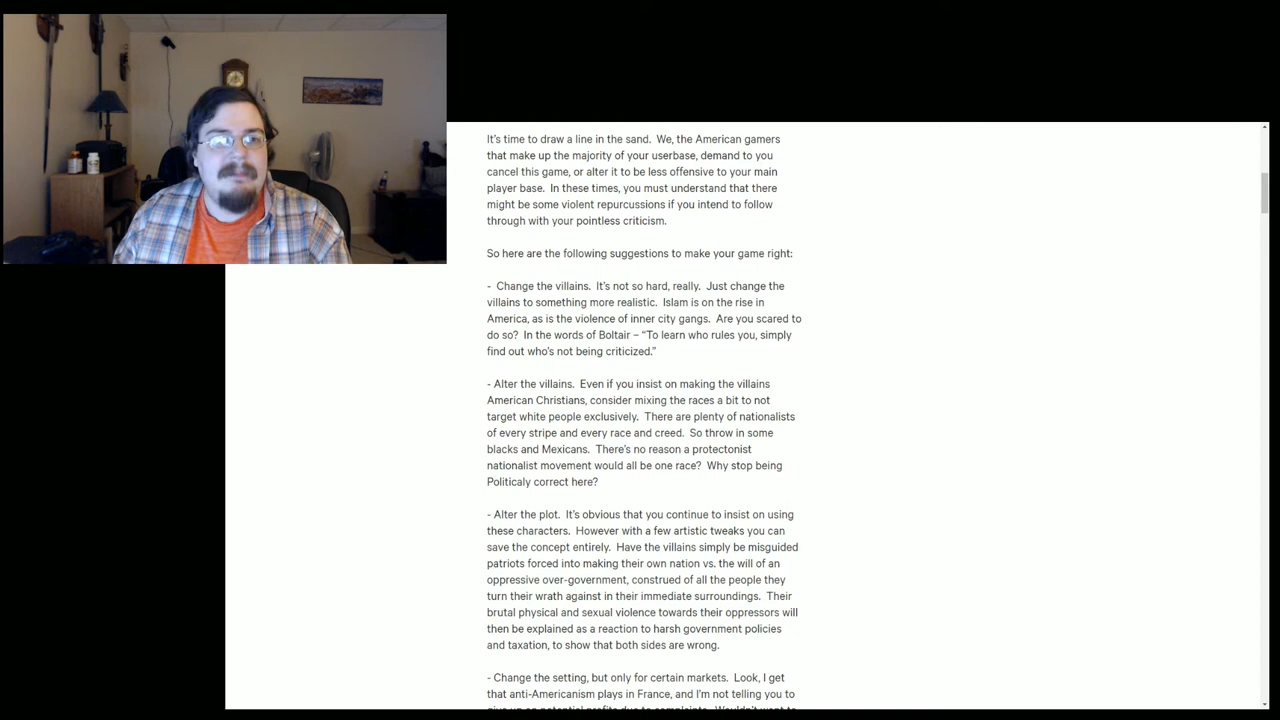 It's time to draw a line in the sand.  We, the American gamers
that make up the majority of your userbase, demand to you
cancel this game, or alter it to be less offensive to your main
player base.  In these times, you must understand that there
might be some violent repurcussions if you intend to follow
through with your pointless criticism.
So here are the following suggestions to make your game right:
-  Change the villains.  It's not so hard, really.  Just change the
villains to something more realistic.  Islam is on the rise in
America, as is the violence of inner city gangs.  Are you scared to
do so?  In the words of Boltair – “To learn who rules you, simply
find out who's not being criticized.”
- Alter the villains.  Even if you insist on making the villains
American Christians, consider mixing the races a bit to not
target white people exclusively.  There are plenty of nationalists
of every stripe and every race and creed.  So throw in some
blacks and Mexicans.  There's no reason a protectonist
nationalist movement would all be one race?  Why stop being
Politicaly correct here?
- Alter the plot.  It's obvious that you continue to insist on using
these characters.  However with a few artistic tweaks you can
save the concept entirely.  Have the villains simply be misguided
patriots forced into making their own nation vs. the will of an
oppressive over-government, construed of all the people they
turn their wrath against in their immediate surroundings.  Their
brutal physical and sexual violence towards their oppressors will
then be explained as a reaction to harsh government policies
and taxation, to show that both sides are wrong.
- Change the setting, but only for certain markets.  Look, I get
that anti-Americanism plays in France, and I'm not telling you to